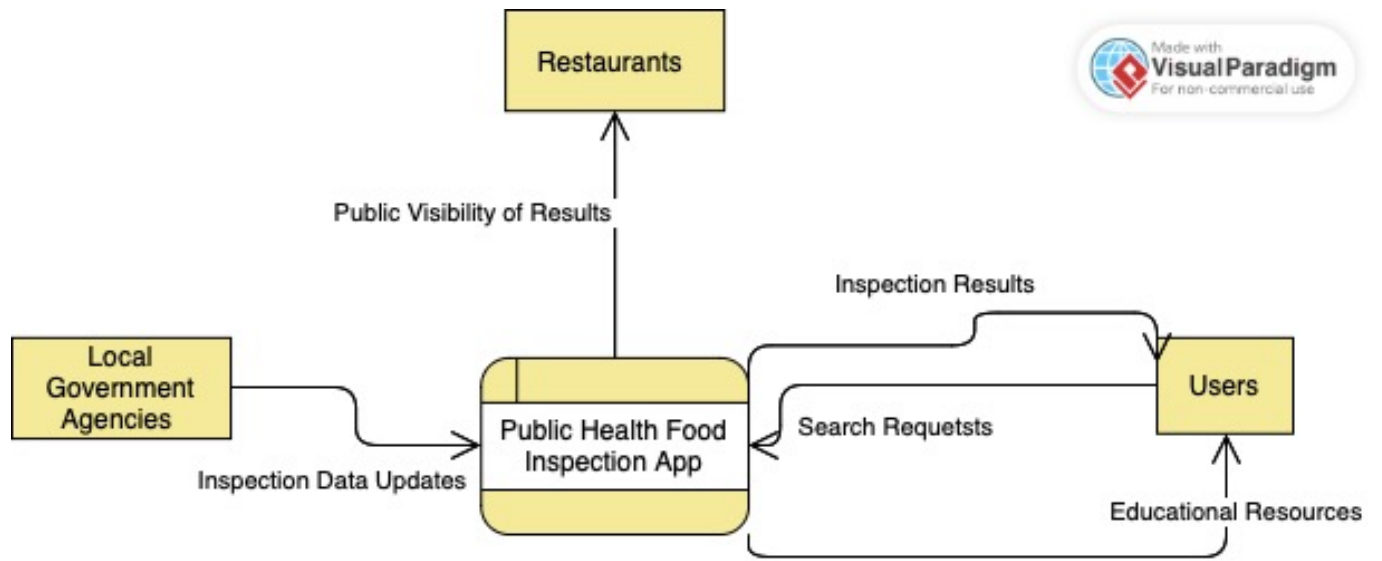 Restaurants
Made with
Visual Paradigm
For non-commercial use
Public Visibility of Results
Inspection Results
Local
Government
Agencies
Users
Public Health Food
Inspection App
Search Requetsts
Inspection Data Updates
Educational Resources